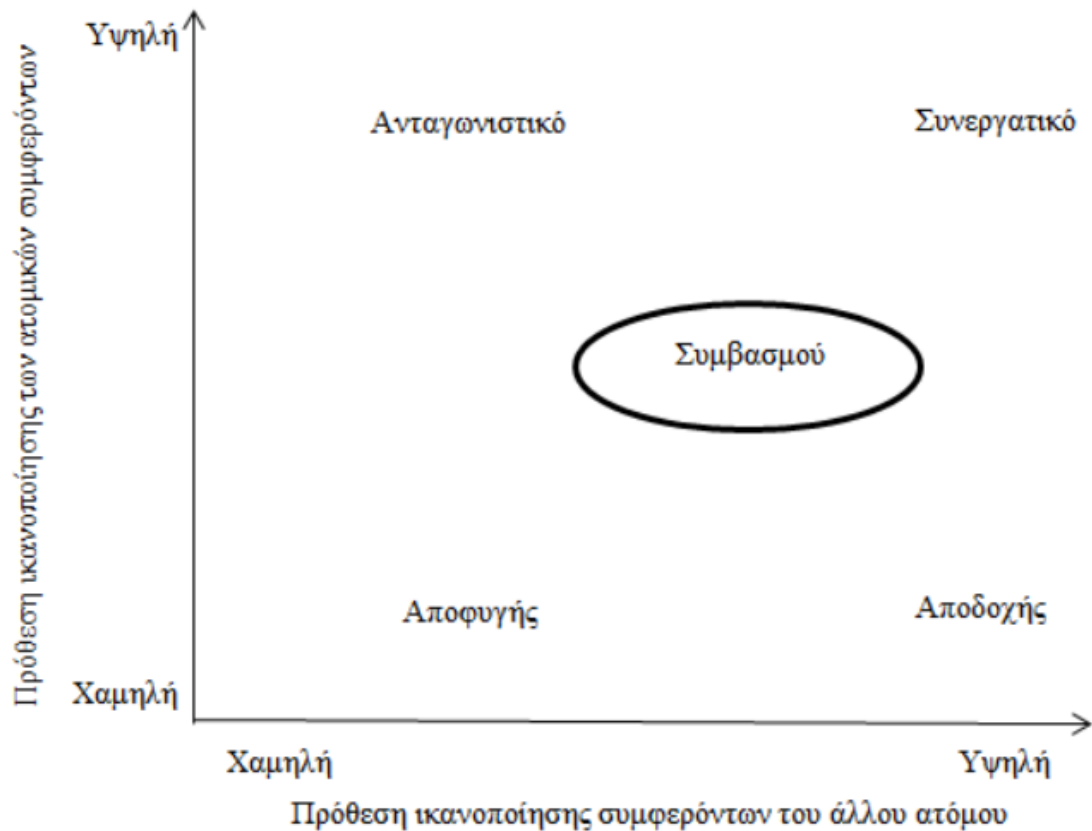 Υψηλή
Πρόθεση ικανοποίησης των ατομικών συμφερόντων
Ανταγωνιστικό
Συνεργατικό
Συμβασμού
Αποφυγής
Αποδοχής
Χαμηλή
Χαμηλή
Υψηλή
Πρόθεση ικανοποίησης συμφερόντων του άλλου ατόμου